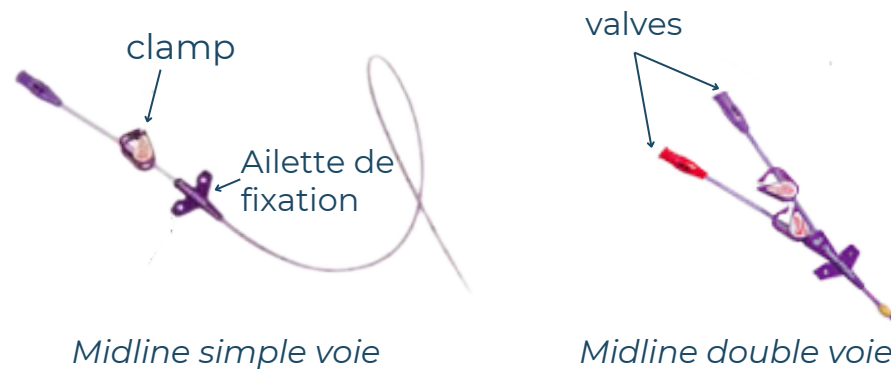 clamp
valves
Ailette de
fixation
Midline simple voie
Midline double voie